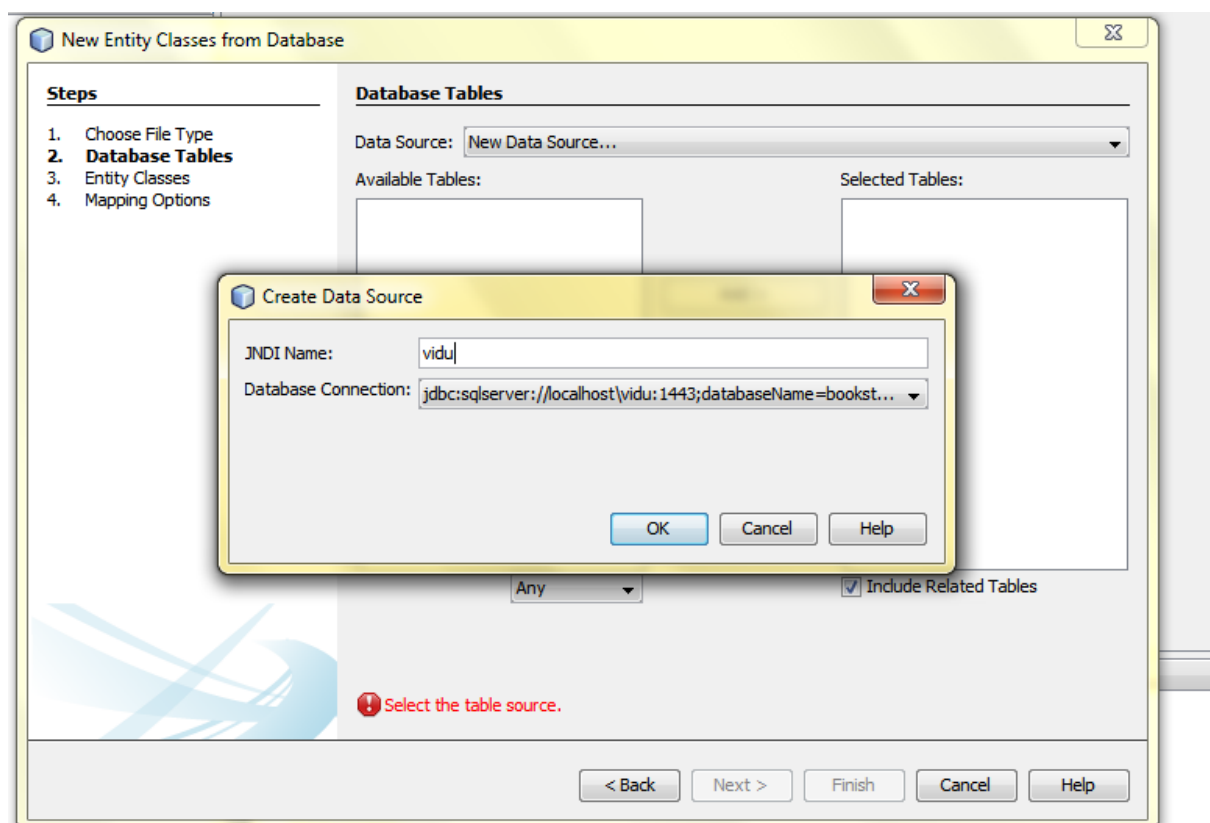 New Entity Classes from Database
Steps
1. Choose File Type
2. Database Tables
3. Entity Classes
4. Mapping Options
Database Tables
Data Source: New Data Source...
Available Tables:
Selected Tables:
Create Data Source
JNDI Name: vidu
Database Connection: jdbc:sqlserver://localhost\vidu:1443;databaseName=bookst...
OK Cancel Help
Any
Include Related Tables
Select the table source.
< Back Next > Finish Cancel Help